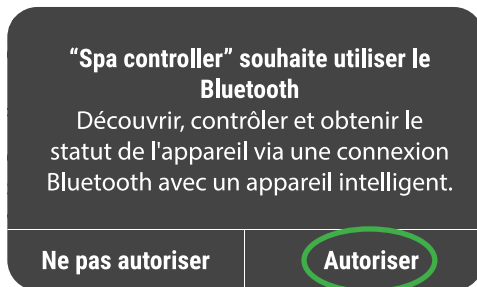 “Spa controller” souhaite utiliser le
Bluetooth
Découvrir, contrôler et obtenir le
statut de l'appareil via une connexion
Bluetooth avec un appareil intelligent.
Ne pas autoriser
Autoriser